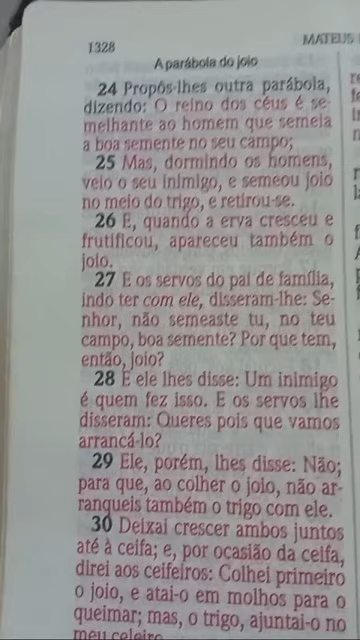 1328 MATEUS
A parábola do joio
24 Propôs-lhes outra parábola,
dizendo: O reino dos céus é se-
melhante ao homem que semeia
a boa semente no seu campo;
25 Mas, dormindo os homens,
veio o seu inimigo, e semeou joio
no meio do trigo, e retirou-se.
26 E, quando a erva cresceu e
frutificou, apareceu também o
joio.
27 E os servos do pai de família,
indo ter com ele, disseram-lhe: Se-
nhor, não semeaste tu, no teu
campo, boa semente? Por que tem,
então, joio?
28 E ele lhes disse: Um inimigo
é quem fez isso. E os servos lhe
disseram: Queres pois que vamos
arrancá-lo?
29 Ele, porém, lhes disse: Não;
para que, ao colher o joio, não ar-
ranqueis também o trigo com ele.
30 Deixai crescer ambos juntos
até à ceifa; e, por ocasião da ceifa,
direi aos ceifeiros: Colhei primeiro
o joio, e atai-o em molhos para o
queimar; mas, o trigo, ajuntai-o no
meu celeiro